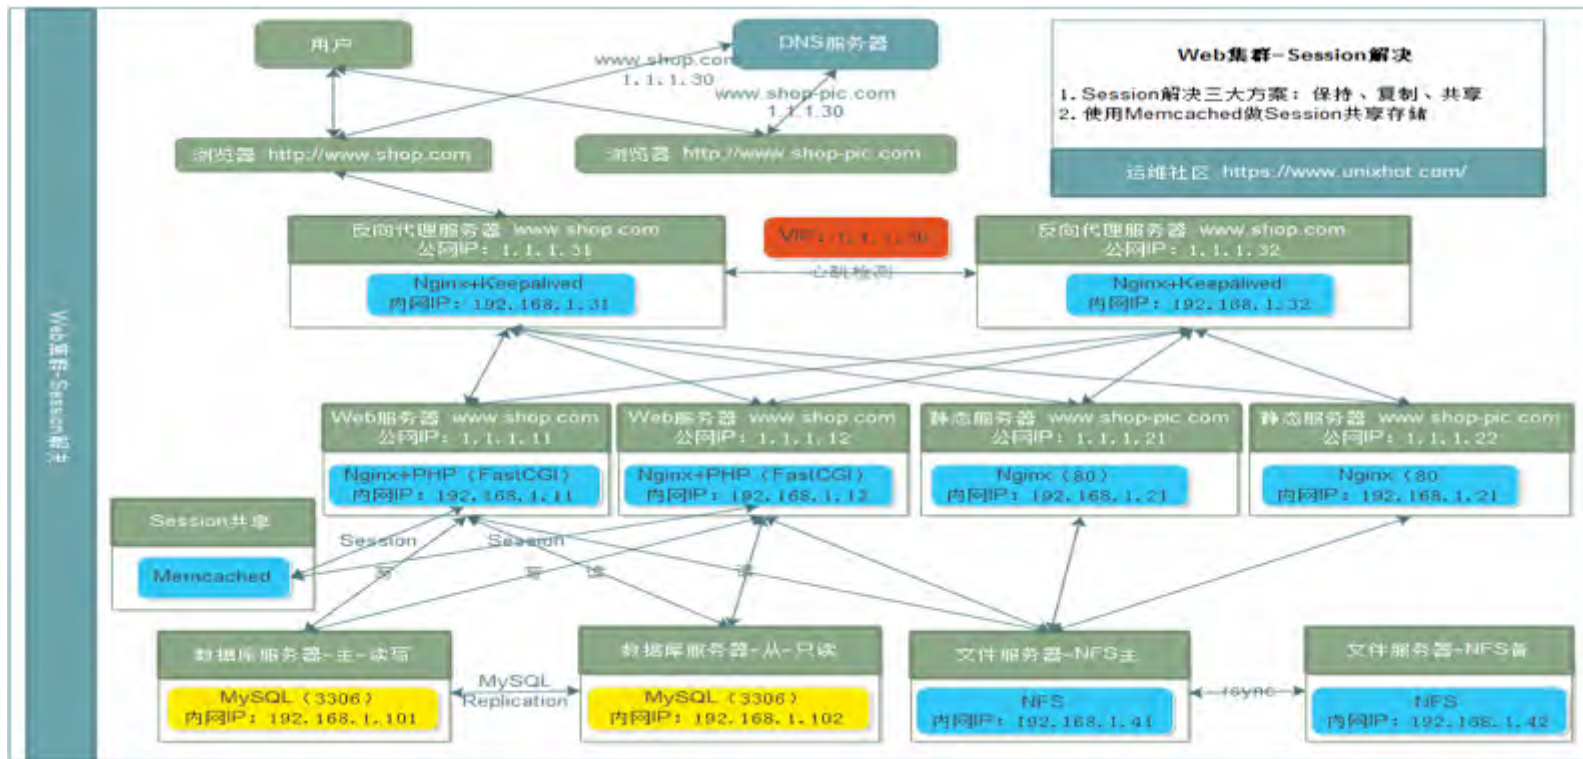 Web集群-Session解决
用户
DNS服务器
www.shop.com
1.1.1.30
www.shop-pic.com
1.1.1.30
浏览器 http://www.shop.com
浏览器 http://www.shop-pic.com
Web集群-Session解决
1. Session解决三大方案：保持、复制、共享
2. 使用Memcached做Session共享存储
运维社区 https://www.unixhot.com/
反向代理服务器 www.shop.com
公网IP：1.1.1.31
Nginx+Keepalived
内网IP：192.168.1.31
VIP：1.1.1.30
心跳检测
反向代理服务器 www.shop.com
公网IP：1.1.1.32
Nginx+Keepalived
内网IP：192.168.1.32
Web服务器 www.shop.com
公网IP：1.1.1.11
Nginx+PHP（FastCGI）
内网IP：192.168.1.11
Web服务器 www.shop.com
公网IP：1.1.1.12
Nginx+PHP（FastCGI）
内网IP：192.168.1.12
静态服务器 www.shop-pic.com
公网IP：1.1.1.21
Nginx（80）
内网IP：192.168.1.21
静态服务器 www.shop-pic.com
公网IP：1.1.1.22
Nginx（80
内网IP：192.168.1.21
Session共享
Memcached
Session
Session
写
写
读
读
数据库服务器-主-读写
MySQL（3306）
内网IP：192.168.1.101
MySQL
Replication
数据库服务器-从-只读
MySQL（3306）
内网IP：192.168.1.102
文件服务器-NFS主
NFS
内网IP：192.168.1.41
rsync
文件服务器-NFS备
NFS
内网IP：192.168.1.42